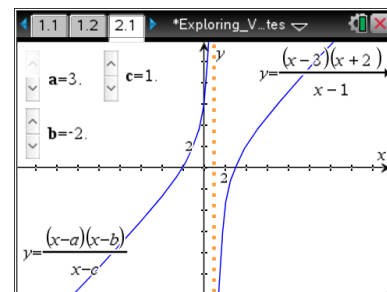 1.1 1.2 2.1 *Exploring_V...tes
a=3. c=1.
b=-2.
y
y=(x-3)(x+2)/x-1
x
2
2
y=(x-a)(x-b)/x-c